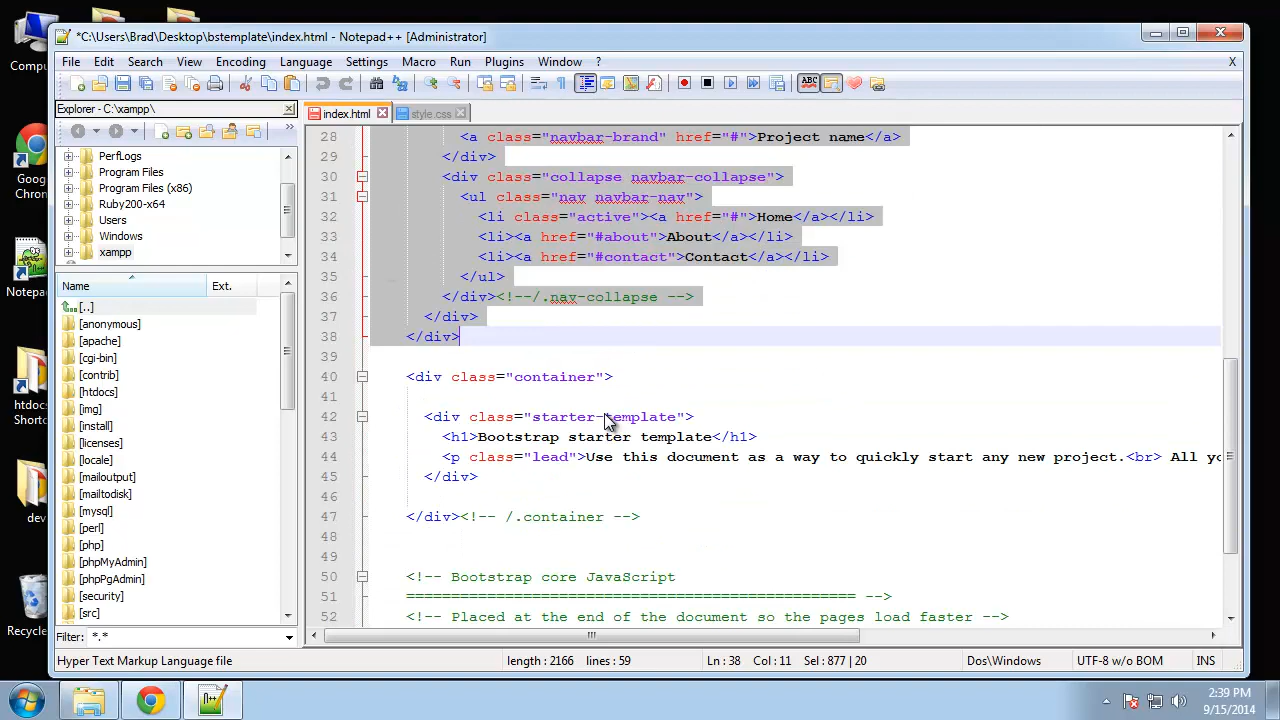 *C:\Users\Brad\Desktop\bstemplate\index.html - Notepad++ [Administrator]
File Edit Search View Encoding Language Settings Macro Run Plugins Window ? X
Explorer - C:\xampp\
index.html style.css
PerfLogs
Program Files
Program Files (x86)
Ruby200-x64
Users
Windows
xampp
Name Ext.
[..]
[anonymous]
[apache]
[cgi-bin]
[contrib]
[htdocs]
[img]
[install]
[licenses]
[locale]
[mailoutput]
[mailtodisk]
[mysql]
[perl]
[php]
[phpMyAdmin]
[phpPgAdmin]
[security]
[src]
Filter: *.*
28 <a class="navbar-brand" href="#">Project name</a>
29 </div>
30 <div class="collapse navbar-collapse">
31 <ul class="nav navbar-nav">
32 <li class="active"><a href="#">Home</a></li>
33 <li><a href="#about">About</a></li>
34 <li><a href="#contact">Contact</a></li>
35 </ul>
36 </div><!--/.nav-collapse -->
37 </div>
38 </div>
39
40 <div class="container">
41
42 <div class="starter-template">
43 <h1>Bootstrap starter template</h1>
44 <p class="lead">Use this document as a way to quickly start any new project.<br> All yo
45 </div>
46
47 </div><!-- /.container -->
48
49
50 <!-- Bootstrap core JavaScript
51 ================================================== -->
52 <!-- Placed at the end of the document so the pages load faster -->
Hyper Text Markup Language file length : 2166 lines : 59 Ln : 38 Col : 11 Sel : 877 | 20 Dos\Windows UTF-8 w/o BOM INS
Compu
Goog
Chron
Notepa
htdocs
Shortc
dev
Recycle
2:39 PM
9/15/2014